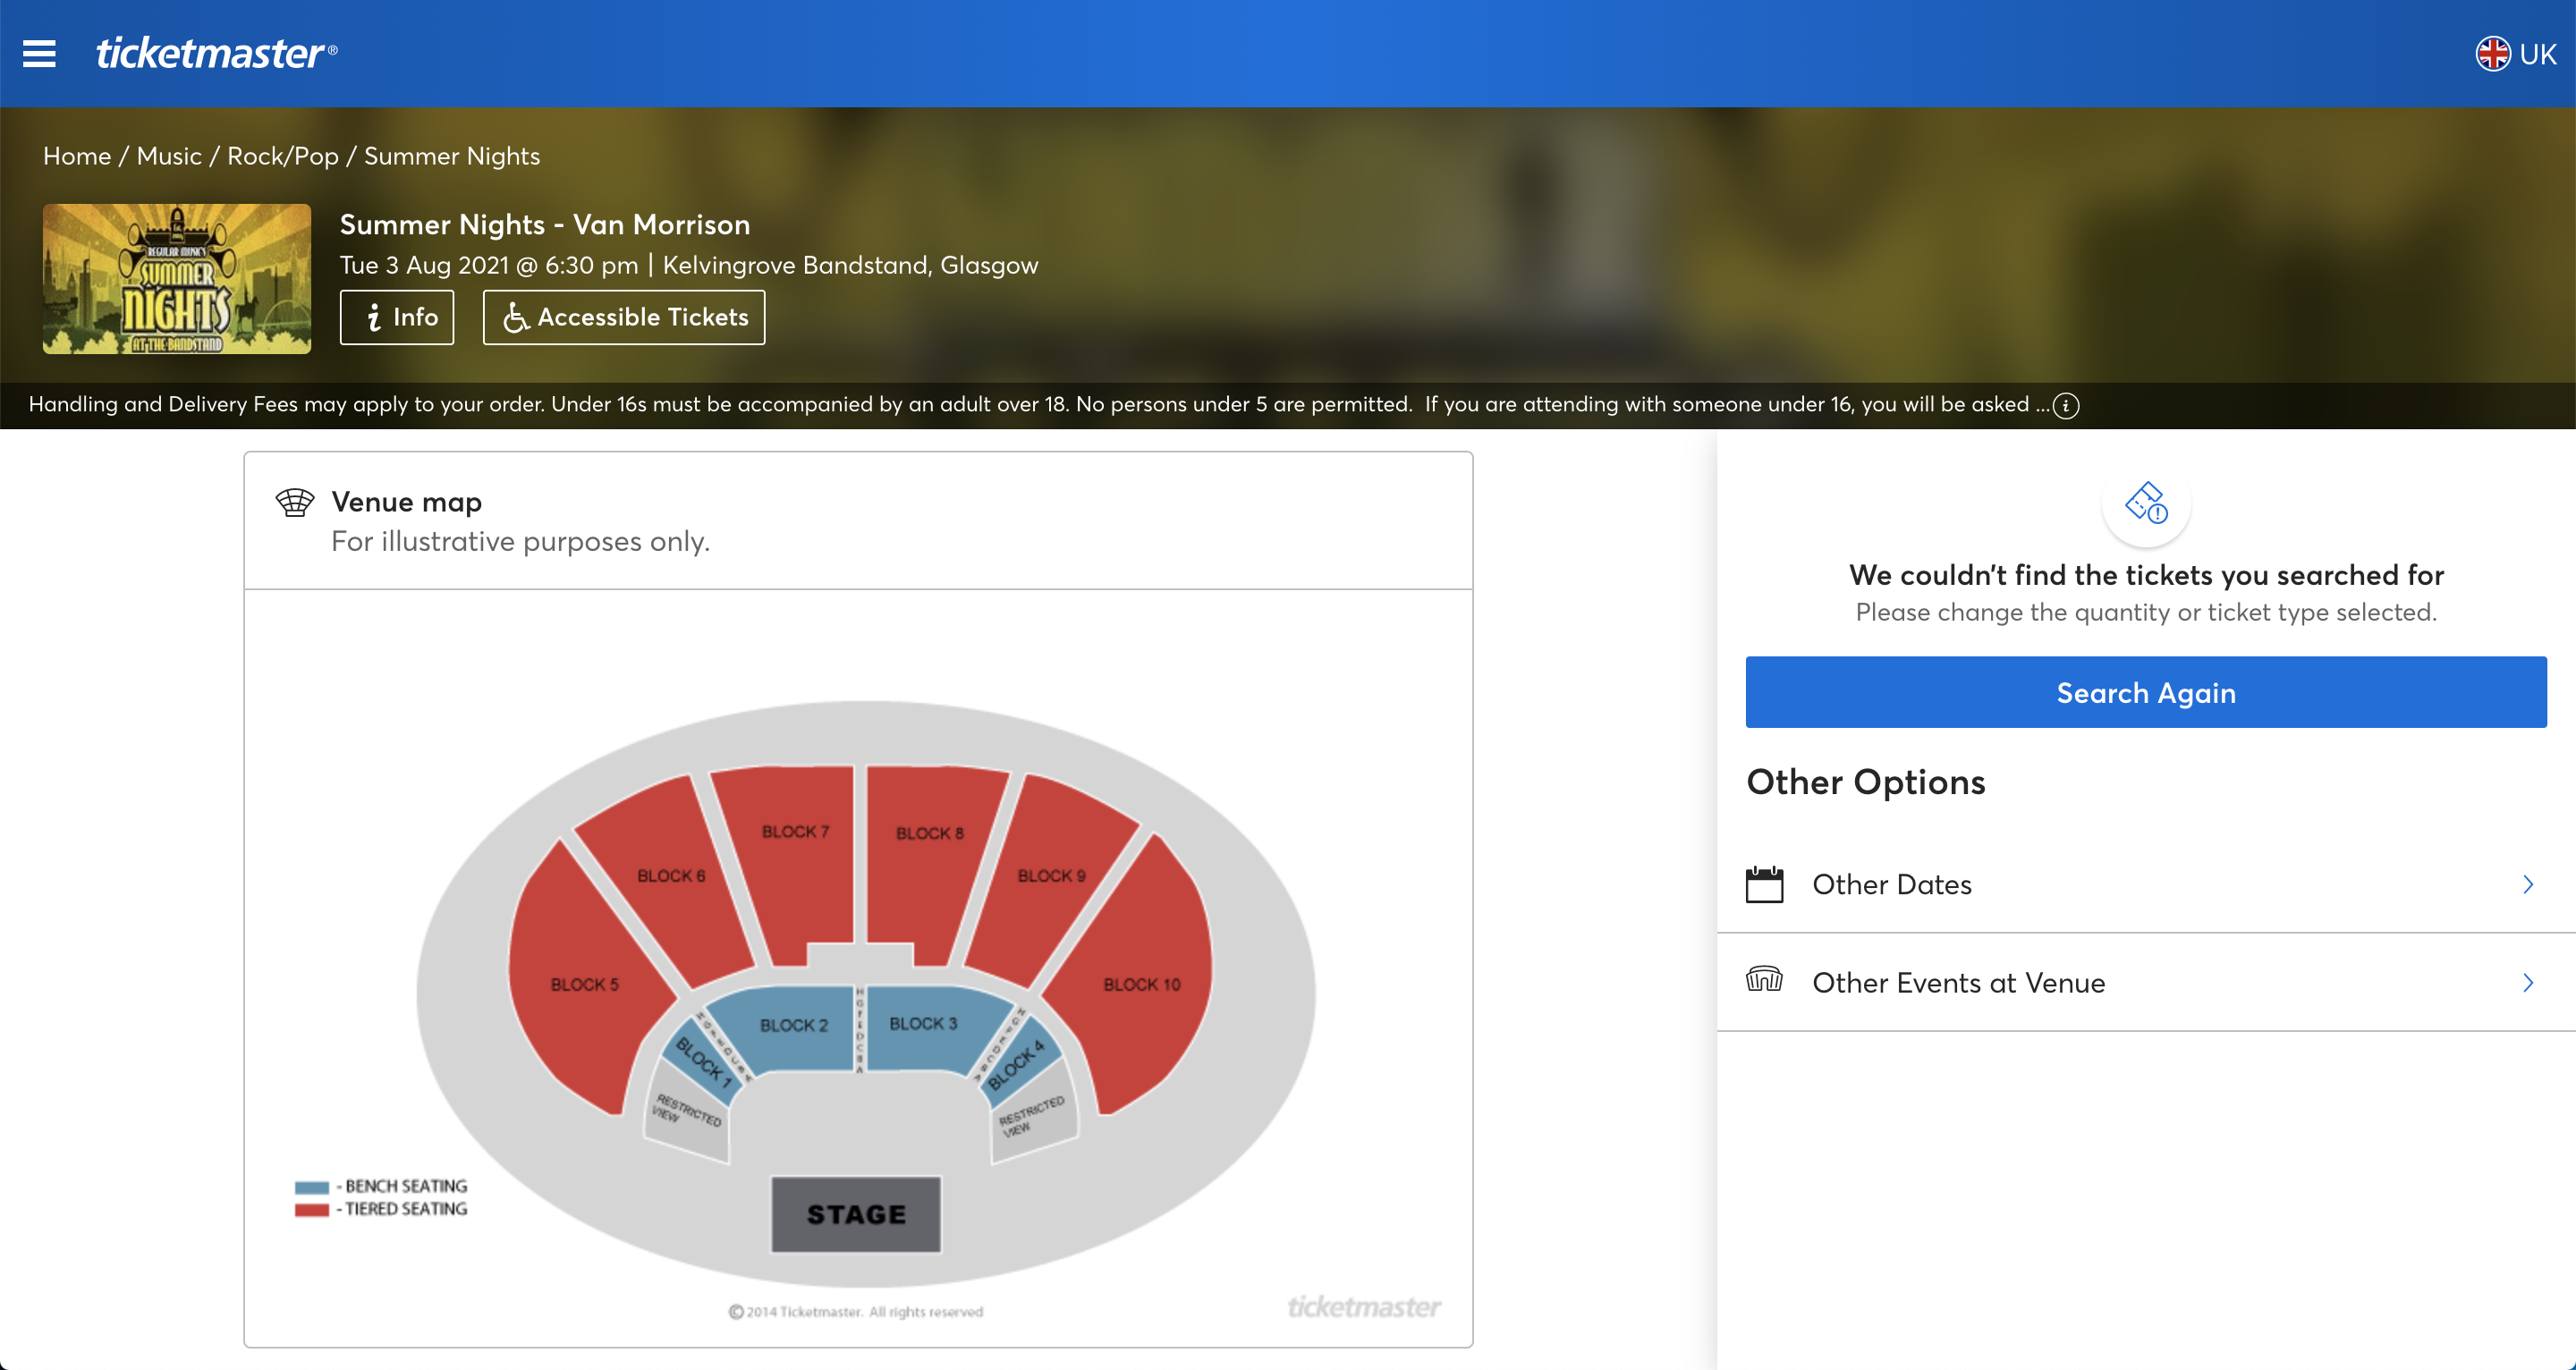 ticketmaster®
UK
Home / Music / Rock/Pop / Summer Nights
REGULAR MUSIC'S
SUMMER
NIGHTS
AT THE BANDSTAND
Summer Nights - Van Morrison
Tue 3 Aug 2021 @ 6:30 pm | Kelvingrove Bandstand, Glasgow
Info
Accessible Tickets
Handling and Delivery Fees may apply to your order. Under 16s must be accompanied by an adult over 18. No persons under 5 are permitted. If you are attending with someone under 16, you will be asked ...
Venue map
For illustrative purposes only.
BLOCK 7
BLOCK 8
BLOCK 6
BLOCK 9
BLOCK 5
BLOCK 10
BLOCK 2
BLOCK 3
H G F E D C B A
H G F E D C B A
H G F E D C B A
BLOCK 1
BLOCK 4
RESTRICTED
VIEW
RESTRICTED
VIEW
- BENCH SEATING
- TIERED SEATING
STAGE
© 2014 Ticketmaster. All rights reserved
ticketmaster
We couldn't find the tickets you searched for
Please change the quantity or ticket type selected.
Search Again
Other Options
Other Dates
Other Events at Venue